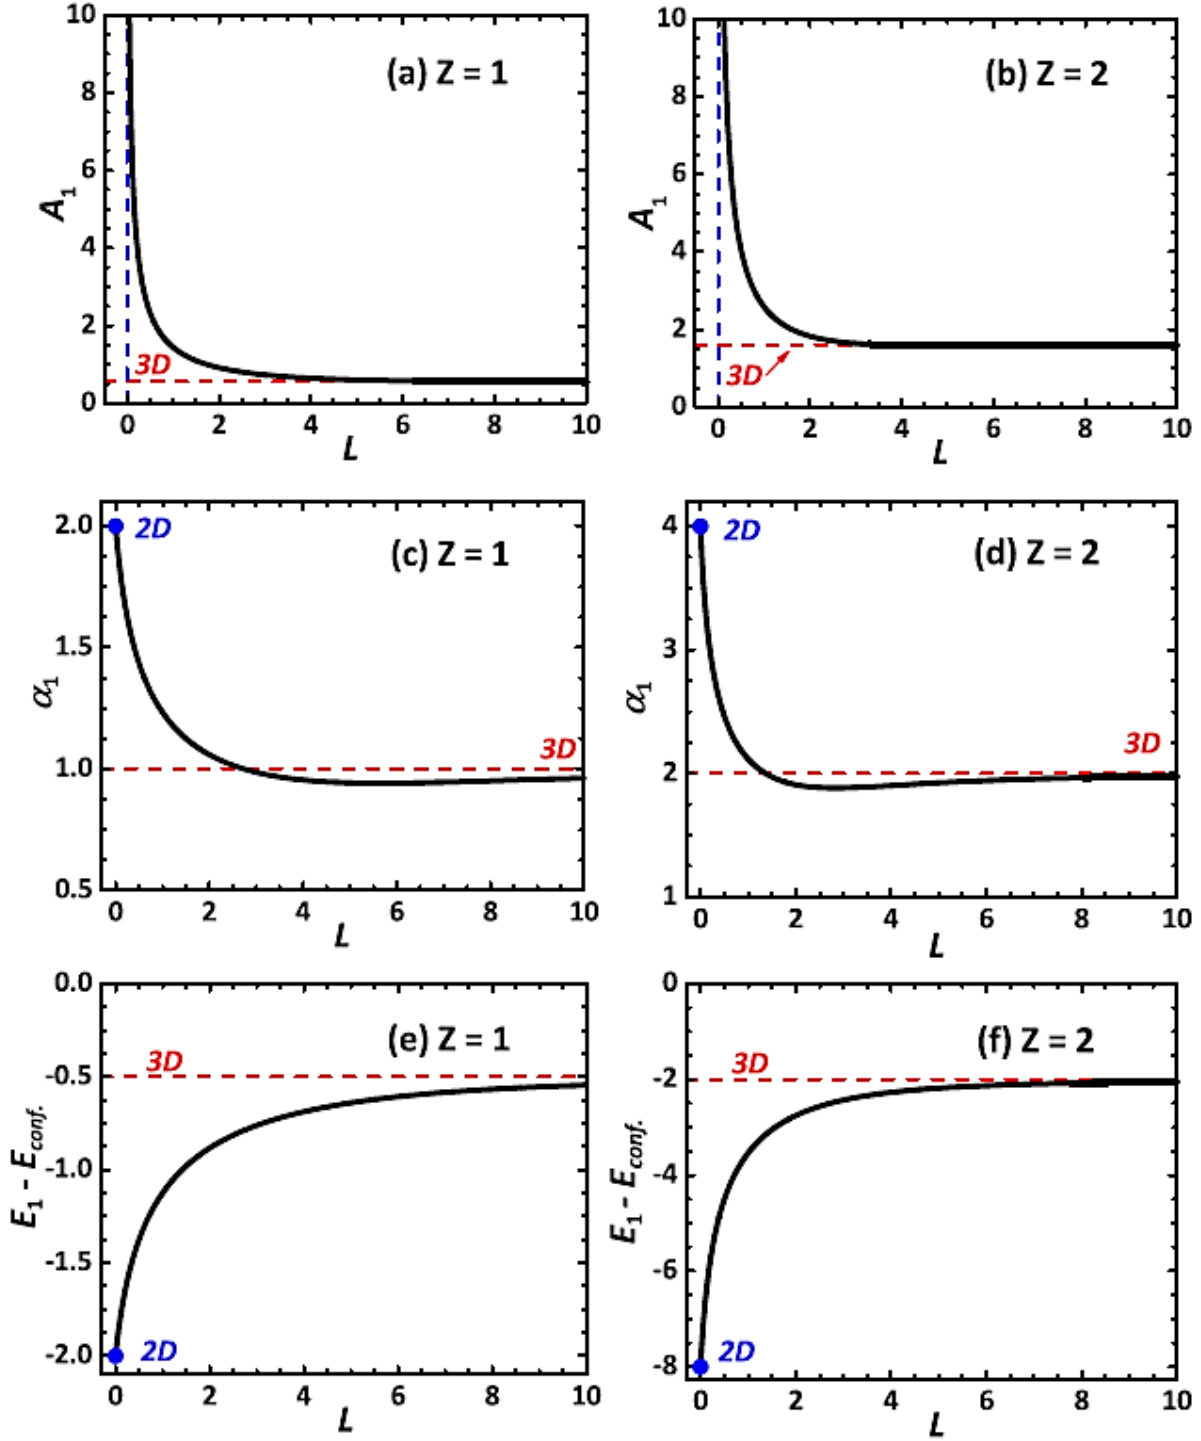 (a) Z = 1
A₁
10
8
6
4
2
0
3D
0 2 4 6 8 10
L
(b) Z = 2
A₁
10
8
6
4
2
0
3D
0 2 4 6 8 10
L
(c) Z = 1
α₁
2.0
1.5
1.0
0.5
2D
3D
0 2 4 6 8 10
L
(d) Z = 2
α₁
4
3
2
1
2D
3D
0 2 4 6 8 10
L
(e) Z = 1
E₁ - E_conf.
0.0
-0.5
-1.0
-1.5
-2.0
3D
2D
0 2 4 6 8 10
L
(f) Z = 2
E₁ - E_conf.
0
-2
-4
-6
-8
3D
2D
0 2 4 6 8 10
L